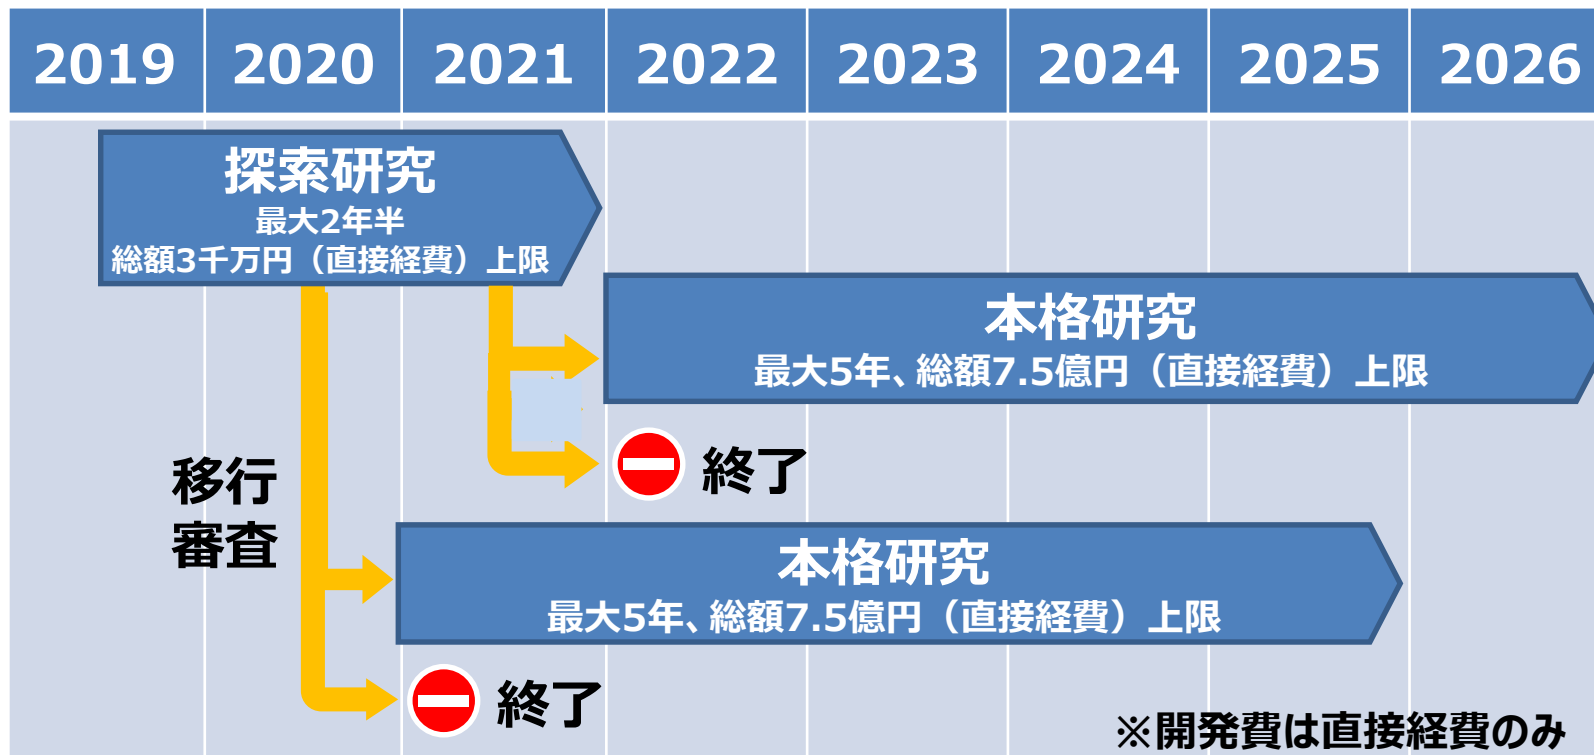 2019 2020 2021 2022 2023 2024 2025 2026
探索研究
最大2年半
総額3千万円（直接経費）上限
本格研究
最大5年、総額7.5億円（直接経費）上限
終了
移行
審査
本格研究
最大5年、総額7.5億円（直接経費）上限
終了
※開発費は直接経費のみ